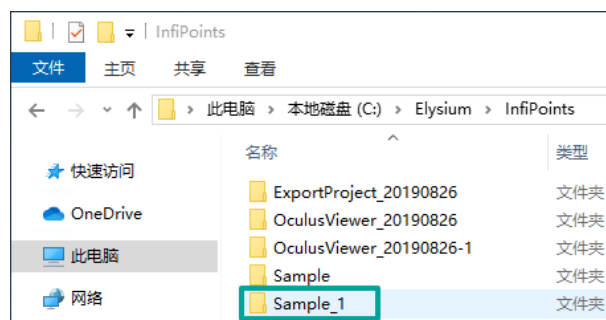 InfiPoints
文件 主页 共享 查看
此电脑 > 本地磁盘 (C:) > Elysium > InfiPoints
名称 类型
快速访问
OneDrive
此电脑
网络
ExportProject_20190826 文件夹
OculusViewer_20190826 文件夹
OculusViewer_20190826-1 文件夹
Sample 文件夹
Sample_1 文件夹